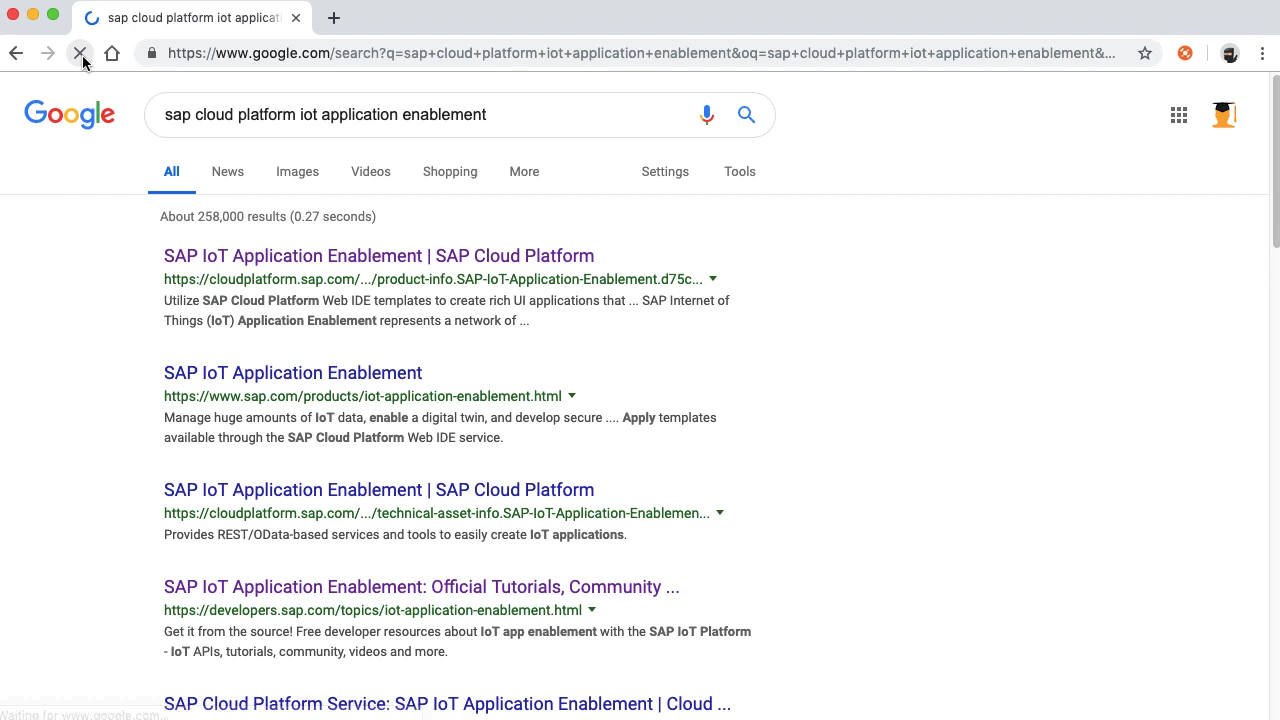 sap cloud platform iot applicati
https://www.google.com/search?q=sap+cloud+platform+iot+application+enablement&oq=sap+cloud+platform+iot+application+enablement&...
Google
sap cloud platform iot application enablement
All News Images Videos Shopping More Settings Tools
About 258,000 results (0.27 seconds)
SAP IoT Application Enablement | SAP Cloud Platform
https://cloudplatform.sap.com/.../product-info.SAP-IoT-Application-Enablement.d75c...
Utilize SAP Cloud Platform Web IDE templates to create rich UI applications that ... SAP Internet of
Things (IoT) Application Enablement represents a network of ...
SAP IoT Application Enablement
https://www.sap.com/products/iot-application-enablement.html
Manage huge amounts of IoT data, enable a digital twin, and develop secure .... Apply templates
available through the SAP Cloud Platform Web IDE service.
SAP IoT Application Enablement | SAP Cloud Platform
https://cloudplatform.sap.com/.../technical-asset-info.SAP-IoT-Application-Enablemen...
Provides REST/OData-based services and tools to easily create IoT applications.
SAP IoT Application Enablement: Official Tutorials, Community ...
https://developers.sap.com/topics/iot-application-enablement.html
Get it from the source! Free developer resources about IoT app enablement with the SAP IoT Platform
- IoT APIs, tutorials, community, videos and more.
SAP Cloud Platform Service: SAP IoT Application Enablement | Cloud ...
Waiting for www.google.com...